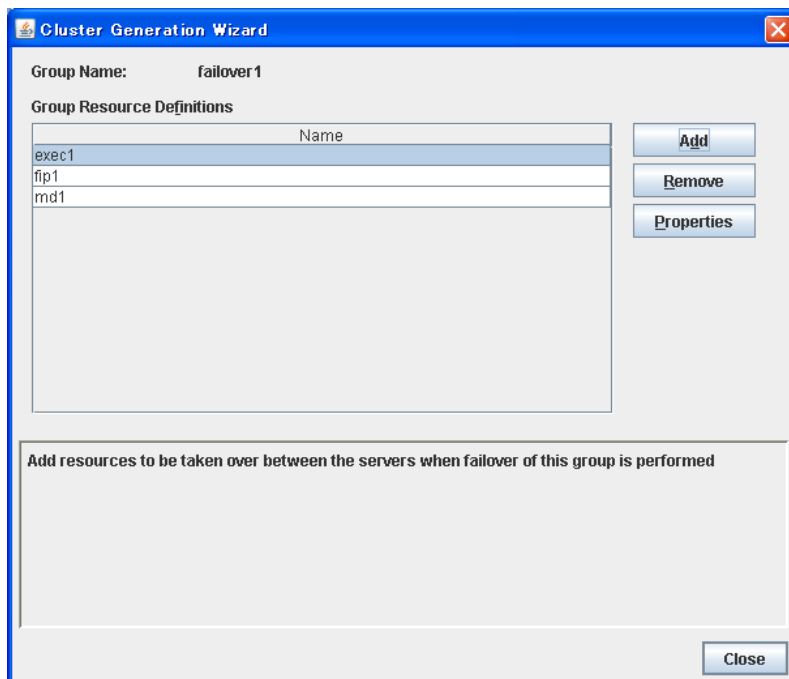 Cluster Generation Wizard
Group Name: failover1
Group Resource Definitions
Name
exec1
fip1
md1
Add
Remove
Properties
Add resources to be taken over between the servers when failover of this group is performed
Close